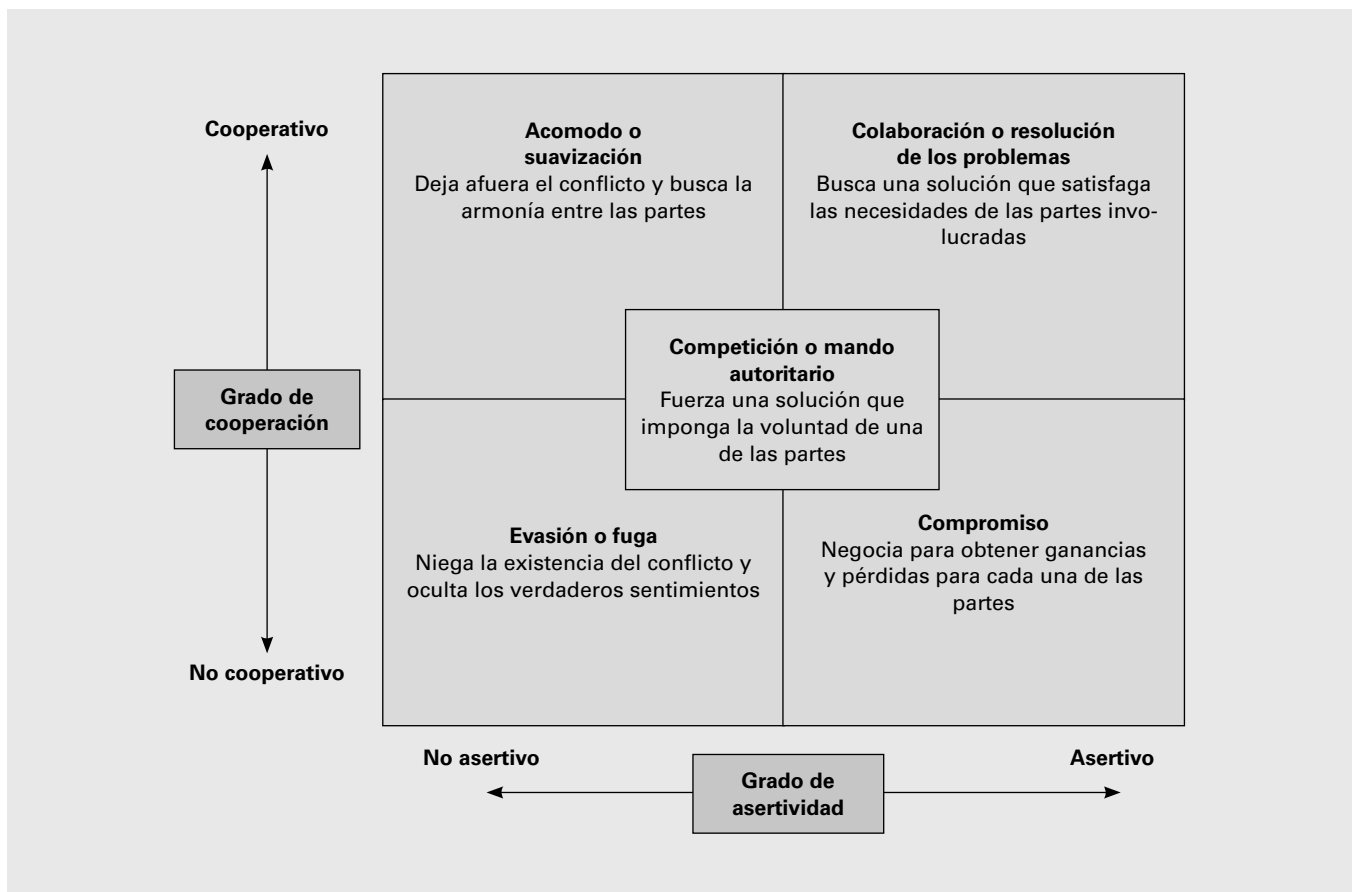 Cooperativo
Grado de
cooperación
No cooperativo
Acomodo o
suavización
Deja afuera el conflicto y busca la
armonía entre las partes
Colaboración o resolución
de los problemas
Busca una solución que satisfaga
las necesidades de las partes invo-
lucradas
Competición o mando
autoritario
Fuerza una solución que
imponga la voluntad de una
de las partes
Evasión o fuga
Niega la existencia del conflicto y
oculta los verdaderos sentimientos
Compromiso
Negocia para obtener ganancias
y pérdidas para cada una de las
partes
No asertivo
Grado de
asertividad
Asertivo